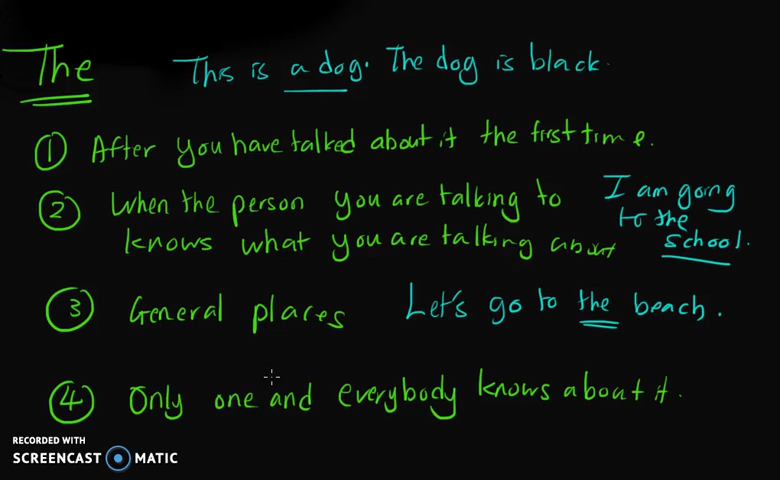 The This is a dog. The dog is black.
① After you have talked about it the first time.
② When the person you are talking to
knows what you are talking about
I am going
to the
school.
③ General places Let's go to the beach.
④ Only one and everybody knows about it.
RECORDED WITH
SCREENCAST MATIC